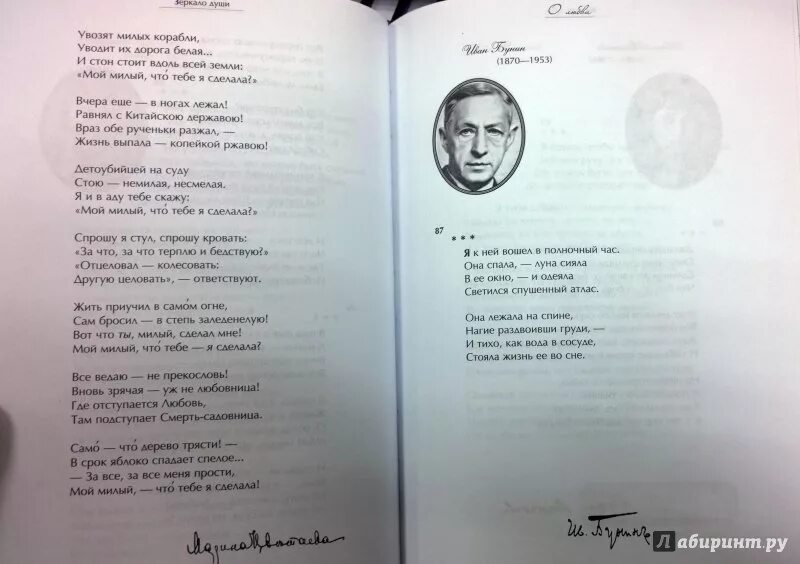 Зеркало души
Увозят милых корабли,
Уводит их дорога белая...
И стон стоит вдоль всей земли:
«Мой милый, что́ тебе я сделала?»
Вчера еще — в ногах лежал!
Равнял с Китайскою державою!
Враз обе рученьки разжал, —
Жизнь выпала — копейкой ржавою!
Детоубийцей на суду
Стою — немилая, несмелая.
Я и в аду тебе скажу:
«Мой милый, что́ тебе я сделала?»
Спрошу я стул, спрошу кровать:
«За что, за что терплю и бедствую?»
«Отцеловал — колесовать:
Другую целовать», — ответствуют.
Жить приучил в само́м огне,
Сам бросил — в степь заледенелую!
Вот что ты, милый, сделал мне!
Мой милый, что́ тебе — я сделала?
Все ведаю — не прекословь!
Вновь зрячая — уж не любовница!
Где отступается Любовь,
Там подступает Смерть-садовница.
Само́ — что́ дерево трясти! —
В срок яблоко спадает спелое...
— За все, за все меня прости,
Мой милый, — что́ тебе я сделала!
Марина Цветаева
О любви
Иван Бунин
(1870—1953)
87
* * *
Я к ней вошел в полночный час.
Она спала, — луна сияла
В ее окно, — и одеяла
Светился спущенный атлас.
Она лежала на спине,
Нагие раздвоивши груди, —
И тихо, как вода в сосуде,
Стояла жизнь ее во сне.
Ив. Бунинъ
Лабиринт.ру